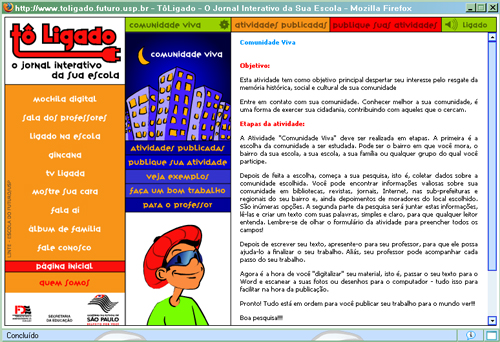 http://www.toligado.futuro.usp.br - TôLigado - O Jornal Interativo da Sua Escola - Mozilla Firefox
tô Ligado
o jornal interativo
da sua escola
mochila digital
sala dos professores
ligado na escola
gincana
tv ligada
mostre sua cara
fala aí
álbum de família
fale conosco
página inicial
quem somos
SECRETARIA
DA EDUCAÇÃO
GOVERNO DO ESTADO DE
SÃO PAULO
comunidade viva
atividades publicadas
publique suas atividades
ligado
comunidade viva
atividades publicadas
publique sua atividade
veja exemplos
faça um bom trabalho
para o professor
Comunidade Viva
Objetivo:
Esta atividade tem como objetivo principal despertar seu interesse pelo resgate da
memória histórica, social e cultural de sua comunidade
Entre em contato com sua comunidade. Conhecer melhor a sua comunidade, é
uma forma de exercer sua cidadania, contribuindo com aqueles que o cercam.
Etapas da atividade:
A Atividade "Comunidade Viva" deve ser realizada em etapas. A primeira é a
escolha da comunidade a ser estudada. Pode ser o bairro em que você mora, o
bairro da sua escola, a sua escola, a sua família ou qualquer grupo do qual você
participe.
Depois de feita a escolha, começa a sua pesquisa, isto é, coletar dados sobre a
comunidade escolhida. Você pode encontrar informações valiosas sobre sua
comunidade em bibliotecas, revistas, jornais, Internet, nas sub-prefeituras e
regionais do seu bairro e, ainda depoimentos de moradores do local escolhido.
São inúmeras opções. A segunda parte da pesquisa será juntar estas informações,
lê-las e criar um texto com suas palavras, simples e claro, para que qualquer leitor
entenda. Lembre-se de olhar o formulário da atividade para preencher todos os
campos!
Depois de escrever seu texto, apresente-o para seu professor, para que ele possa
ajudá-lo a finalizar o seu trabalho. Aliás, seu professor pode acompanhar cada
passo do seu trabalho.
Agora é a hora de você "digitalizar" seu material, isto é, passar o seu texto para o
Word e escanear a suas fotos ou desenhos para o computador - tudo isso para
facilitar na hora da publicação.
Pronto! Tudo está em ordem para você publicar seu trabalho para o mundo ver!!!
Boa pesquisa!!!!
Concluído